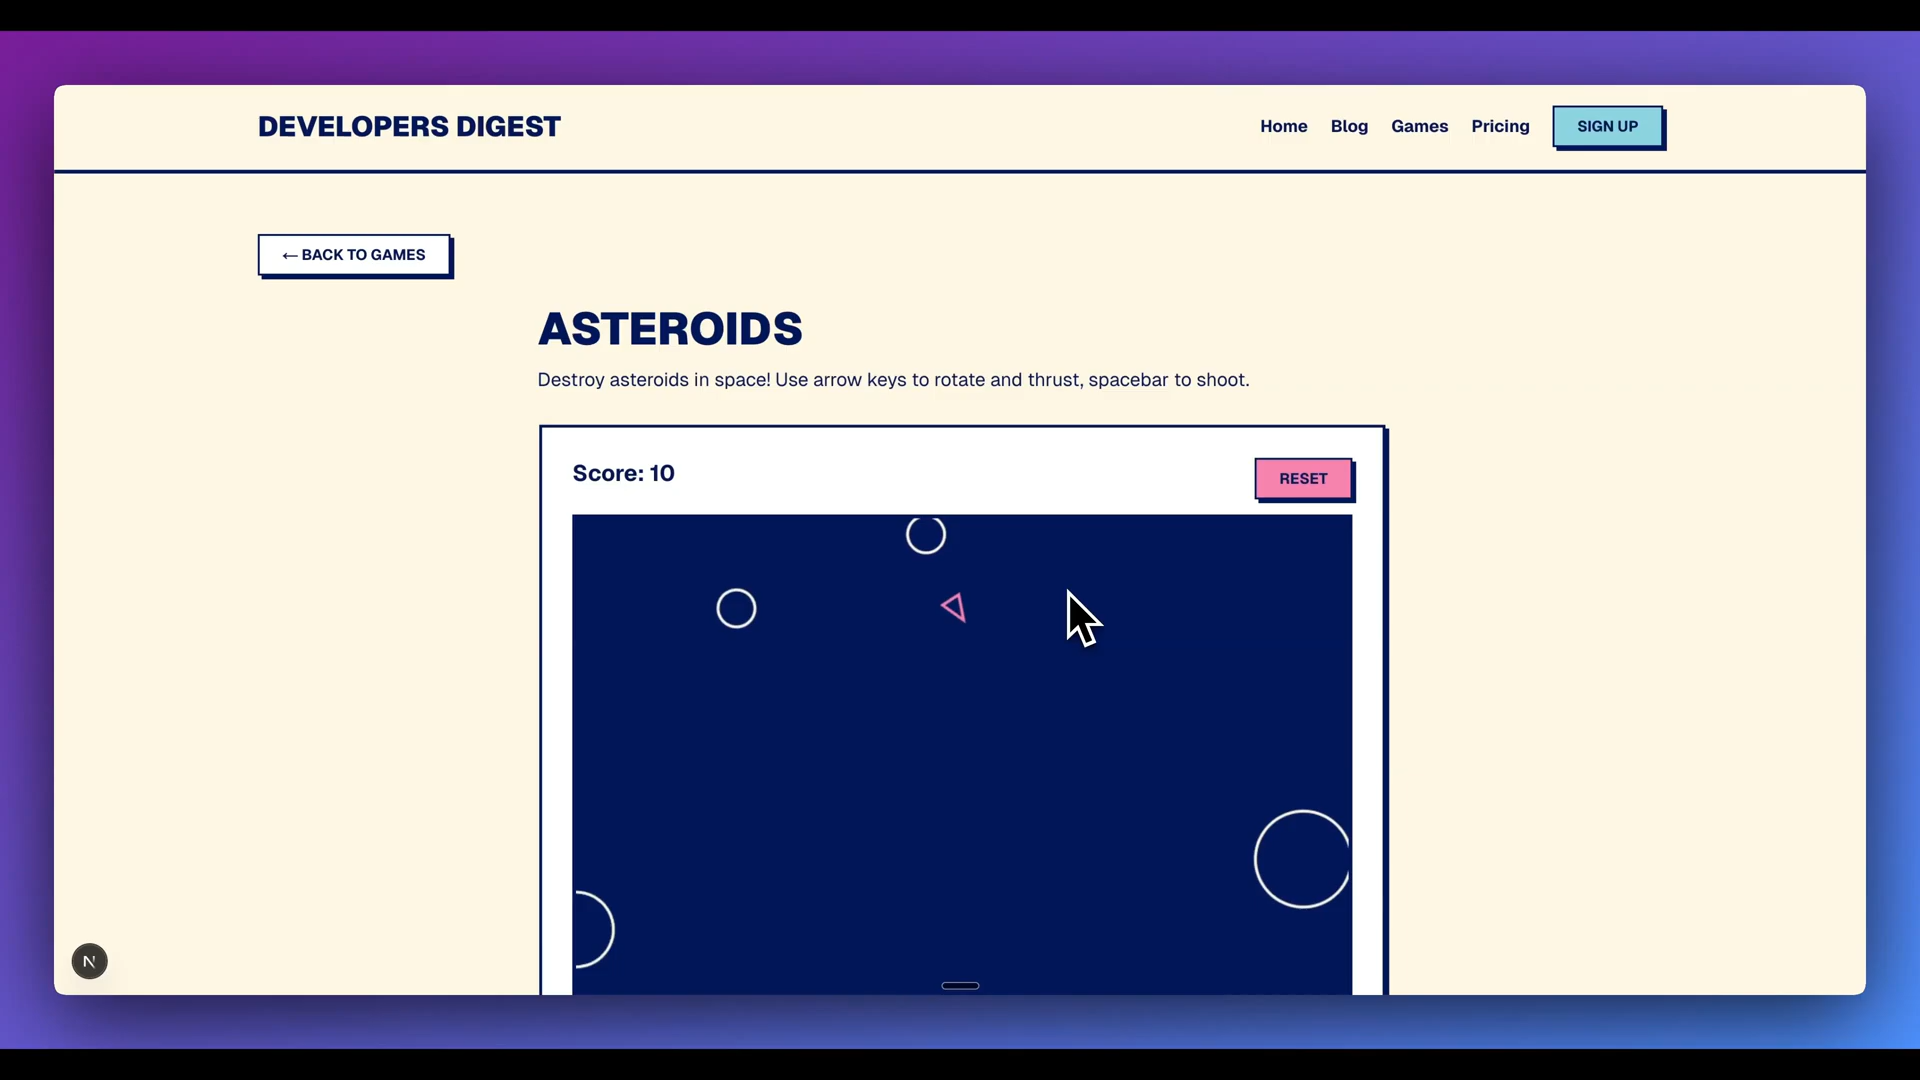 DEVELOPERS DIGEST
Home Blog Games Pricing SIGN UP
← BACK TO GAMES
ASTEROIDS
Destroy asteroids in space! Use arrow keys to rotate and thrust, spacebar to shoot.
Score: 10
RESET
N